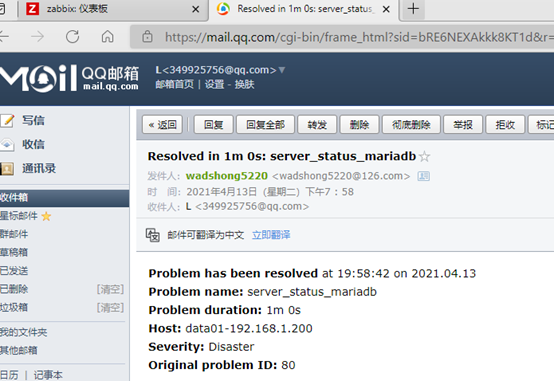 zabbix: 仪表板
Resolved in 1m 0s: server_status_
https://mail.qq.com/cgi-bin/frame_html?sid=bRE6NEXAkkk8KT1d&r=
Mail QQ邮箱
mail.qq.com
L<349925756@qq.com>
邮箱首页 | 设置 - 换肤
写信
收信
通讯录
收件箱
星标邮件
群邮件
草稿箱
已发送
已删除 [清空]
垃圾箱 [清空]
我的文件夹
其他邮箱
日历 | 记事本
« 返回 回复 回复全部 转发 删除 彻底删除 举报 拒收 标记
Resolved in 1m 0s: server_status_mariadb
发件人: wadshong5220 <wadshong5220@126.com>
时 间: 2021年4月13日 (星期二) 下午7:58
收件人: L <349925756@qq.com>
邮件可翻译为中文 立即翻译
Problem has been resolved at 19:58:42 on 2021.04.13
Problem name: server_status_mariadb
Problem duration: 1m 0s
Host: data01-192.168.1.200
Severity: Disaster
Original problem ID: 80